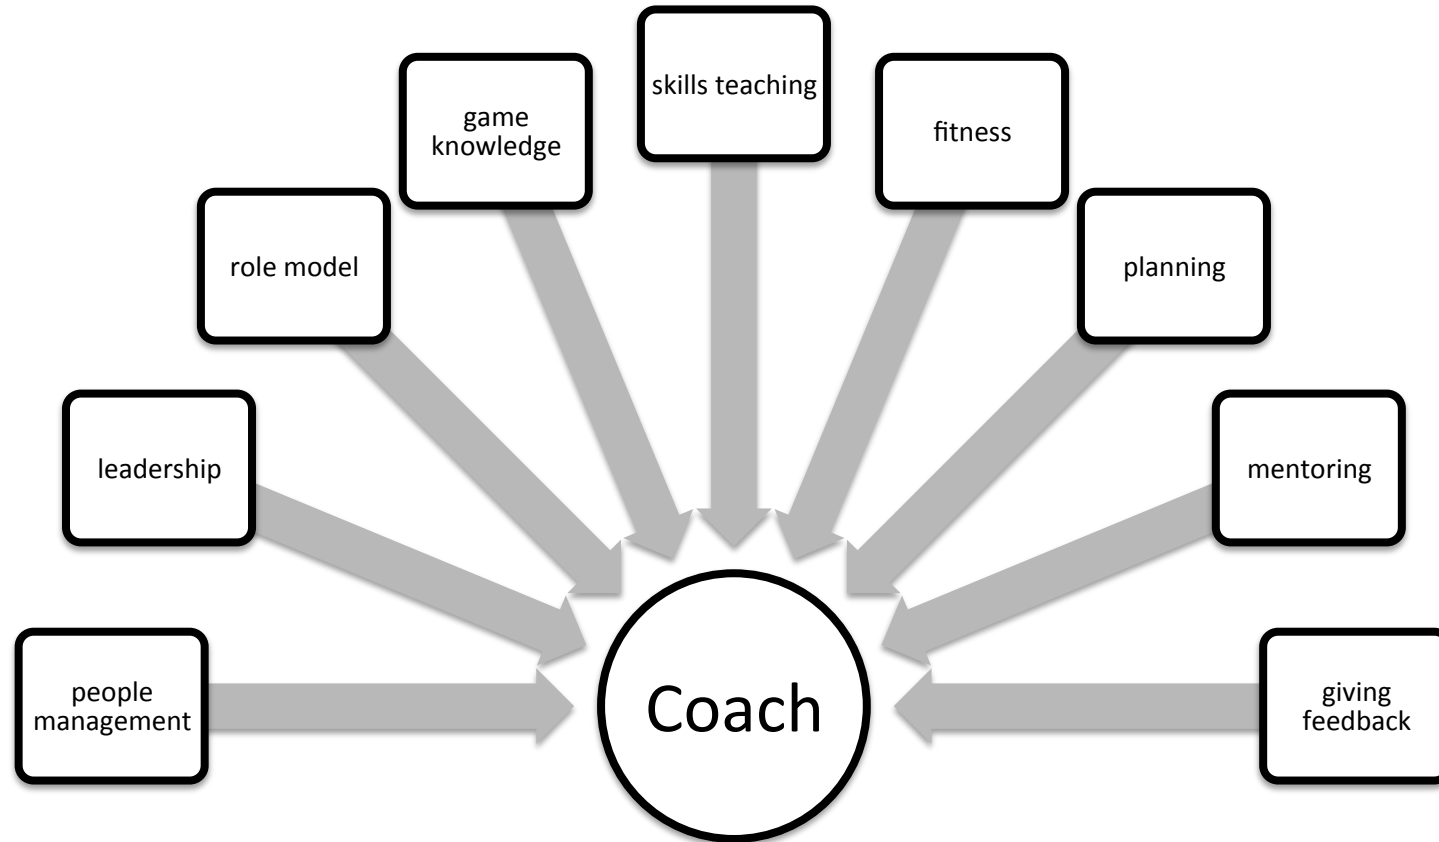 skills teaching
game
knowledge
fitness
role model
planning
leadership
mentoring
people
management
Coach
giving
feedback